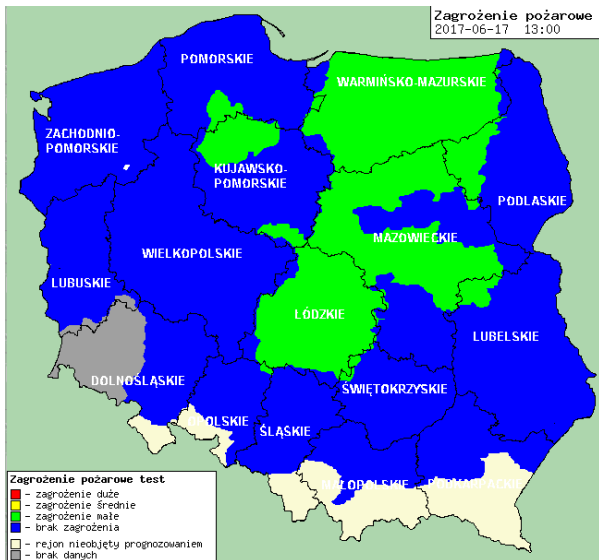 Zagrożenie pożarowe
2017-06-17 13:00
POMORSKIE
WARMIŃSKO-MAZURSKIE
ZACHODNIO-
POMORSKIE
KUJAWSKO-
POMORSKIE
PODLASKIE
MAZOWIECKIE
WIELKOPOLSKIE
LUBUSKIE
ŁÓDZKIE
LUBELSKIE
DOLNOŚLĄSKIE
ŚWIĘTOKRZYSKIE
OPOLSKIE
ŚLĄSKIE
MAŁOPOLSKIE
PODKARPACKIE
Zagrożenie pożarowe test
- zagrożenie duże
- zagrożenie średnie
- zagrożenie małe
- brak zagrożenia
- rejon nieobjęty prognozowaniem
- brak danych